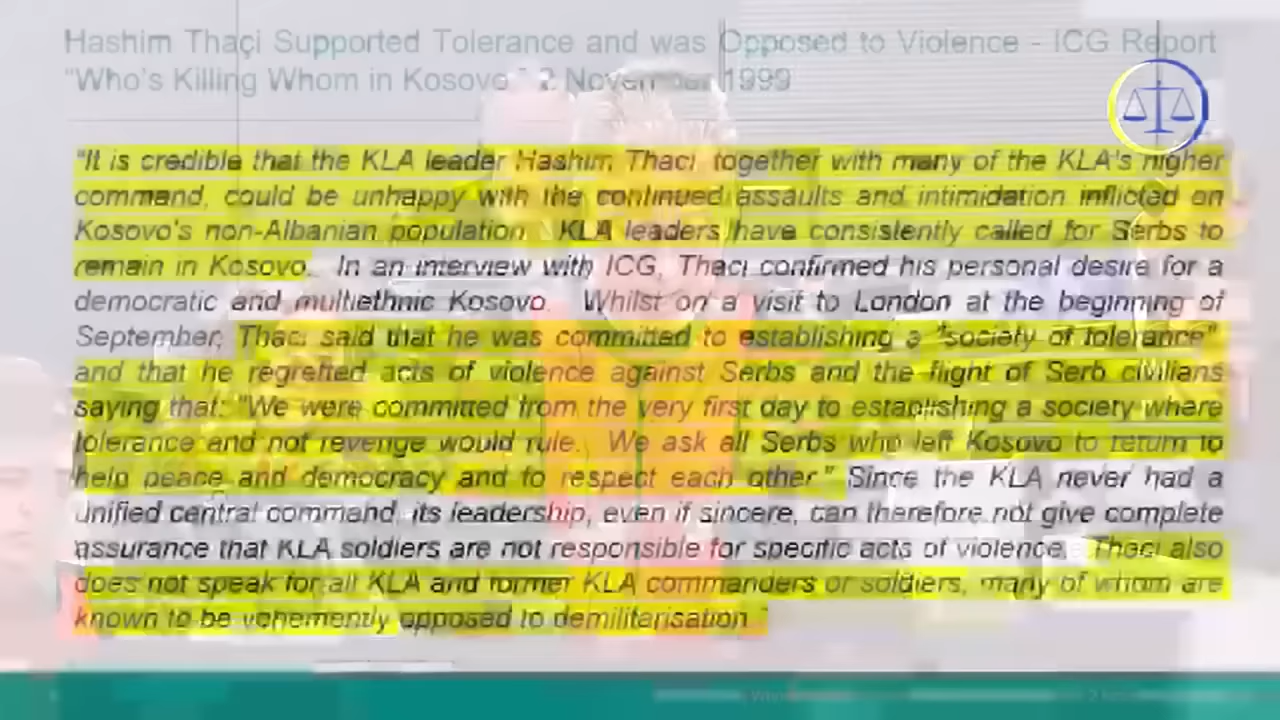 Hashim Thaçi Supported Tolerance and was Opposed to Violence - ICG Report
"Who's Killing Whom in Kosovo" 2 November 1999
"It is credible that the KLA leader Hashim Thaci, together with many of the KLA's higher
command, could be unhappy with the continued assaults and intimidation inflicted on
Kosovo's non-Albanian population. KLA leaders have consistently called for Serbs to
remain in Kosovo. In an interview with ICG, Thaci confirmed his personal desire for a
democratic and multiethnic Kosovo. Whilst on a visit to London at the beginning of
September, Thaci said that he was committed to establishing a "society of tolerance"
and that he regretted acts of violence against Serbs and the flight of Serb civilians
saying that: "We were committed from the very first day to establishing a society where
tolerance and not revenge would rule. We ask all Serbs who left Kosovo to return to
help peace and democracy and to respect each other." Since the KLA never had a
unified central command, its leadership, even if sincere, can therefore not give complete
assurance that KLA soldiers are not responsible for specific acts of violence. Thaci also
does not speak for all KLA and former KLA commanders or soldiers, many of whom are
known to be vehemently opposed to demilitarisation."